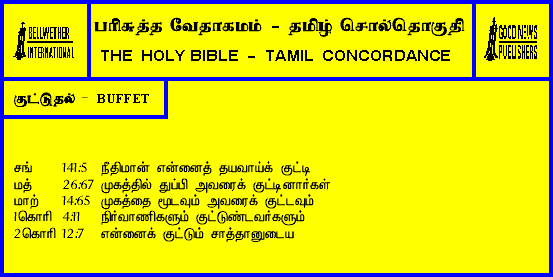 BELLWETHER
INTERNATIONAL
பரிசுத்த வேதாகமம் - தமிழ் சொல்தொகுதி
THE HOLY BIBLE - TAMIL CONCORDANCE
GOOD NEWS
PUBLISHERS
குட்டுதல் - BUFFET
சங் 141:5 நீதிமான் என்னைத் தயவாய்க் குட்டி
மத் 26:67 முகத்தில் துப்பி அவரைக் குட்டினார்கள்
மாற் 14:65 முகத்தை மூடவும் அவரைக் குட்டவும்
1கொரி 4:11 நிர்வாணிகளும் குட்டுண்டவர்களும்
2கொரி 12:7 என்னைக் குட்டும் சாத்தானுடைய